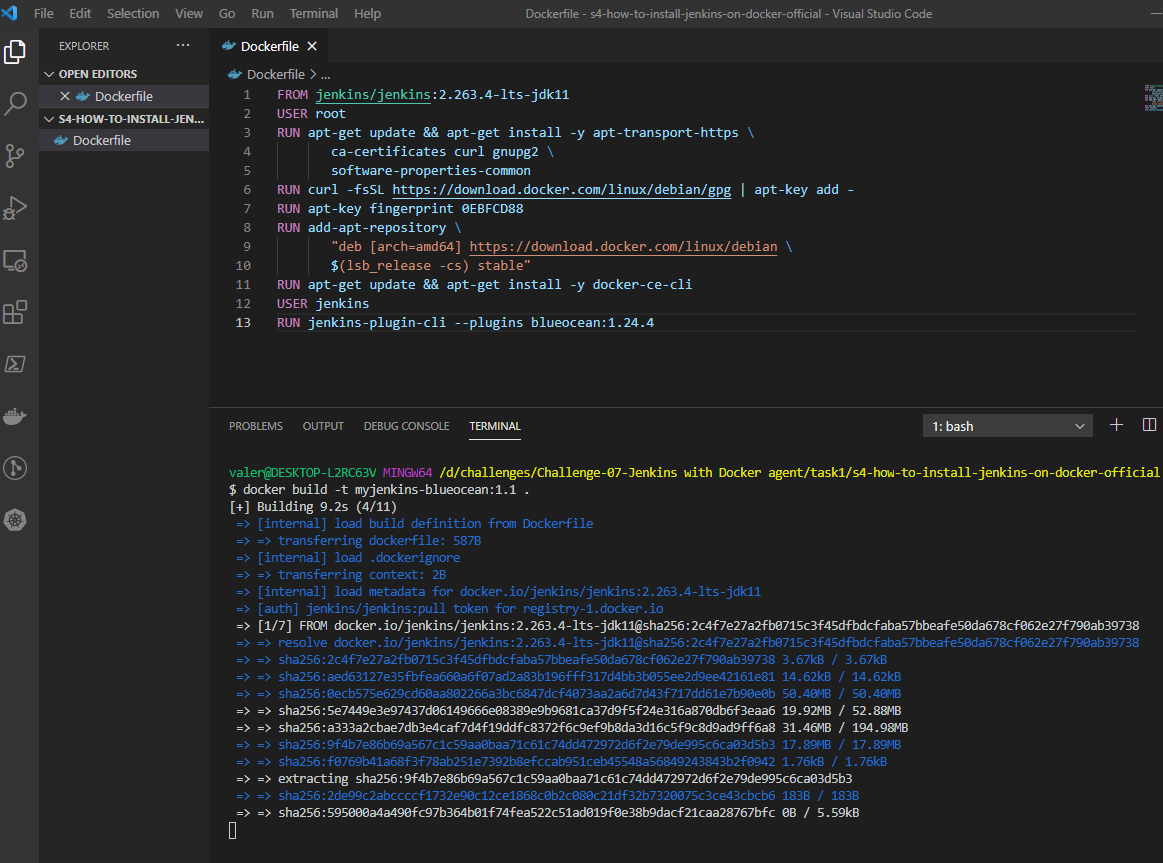 File Edit Selection View Go Run Terminal Help Dockerfile - s4-how-to-install-jenkins-on-docker-official - Visual Studio Code
EXPLORER ···
OPEN EDITORS
Dockerfile
S4-HOW-TO-INSTALL-JEN...
Dockerfile
Dockerfile
Dockerfile > ...
1 FROM jenkins/jenkins:2.263.4-lts-jdk11
2 USER root
3 RUN apt-get update && apt-get install -y apt-transport-https \
4 ca-certificates curl gnupg2 \
5 software-properties-common
6 RUN curl -fsSL https://download.docker.com/linux/debian/gpg | apt-key add -
7 RUN apt-key fingerprint 0EBFCD88
8 RUN add-apt-repository \
9 "deb [arch=amd64] https://download.docker.com/linux/debian \
10 $(lsb_release -cs) stable"
11 RUN apt-get update && apt-get install -y docker-ce-cli
12 USER jenkins
13 RUN jenkins-plugin-cli --plugins blueocean:1.24.4
PROBLEMS OUTPUT DEBUG CONSOLE TERMINAL 1: bash
valer@DESKTOP-L2RC63V MINGW64 /d/challenges/Challenge-07-Jenkins with Docker agent/task1/s4-how-to-install-jenkins-on-docker-official
$ docker build -t myjenkins-blueocean:1.1 .
[+] Building 9.2s (4/11)
=> [internal] load build definition from Dockerfile
=> => transferring dockerfile: 587B
=> [internal] load .dockerignore
=> => transferring context: 2B
=> [internal] load metadata for docker.io/jenkins/jenkins:2.263.4-lts-jdk11
=> [auth] jenkins/jenkins:pull token for registry-1.docker.io
=> [1/7] FROM docker.io/jenkins/jenkins:2.263.4-lts-jdk11@sha256:2c4f7e27a2fb0715c3f45dfbdcfaba57bbeafe50da678cf062e27f790ab39738
=> => resolve docker.io/jenkins/jenkins:2.263.4-lts-jdk11@sha256:2c4f7e27a2fb0715c3f45dfbdcfaba57bbeafe50da678cf062e27f790ab39738
=> => sha256:2c4f7e27a2fb0715c3f45dfbdcfaba57bbeafe50da678cf062e27f790ab39738 3.67kB / 3.67kB
=> => sha256:aed63127e35fbfea660a6f07ad2a83b196fff317d4bb3b055ee2d9ee42161e81 14.62kB / 14.62kB
=> => sha256:0ecb575e629cd60aa802266a3bc6847dcf4073aa2a6d7d43f717dd61e7b90e0b 50.40MB / 50.40MB
=> => sha256:5e7449e3e97437d06149666e08389e9b9681ca37d9f5f24e316a870db6f3eaa6 19.92MB / 52.88MB
=> => sha256:a333a2cbae7db3e4caf7d4f19ddfc8372f6c9ef9b8da3d16c5f9c8d9ad9ff6a8 31.46MB / 194.98MB
=> => sha256:9f4b7e86b69a567c1c59aa0baa71c61c74dd472972d6f2e79de995c6ca03d5b3 17.89MB / 17.89MB
=> => sha256:f0769b41a68f3f78ab251e7392b8efccab951ceb45548a56849243843b2f0942 1.76kB / 1.76kB
=> => extracting sha256:9f4b7e86b69a567c1c59aa0baa71c61c74dd472972d6f2e79de995c6ca03d5b3
=> => sha256:2de99c2abccccf1732e90c12ce1868c0b2c080c21df32b7320075c3ce43cbcb6 183B / 183B
=> => sha256:595000a4a490fc97b364b01f74fea522c51ad019f0e38b9dacf21caa28767bfc 0B / 5.59kB